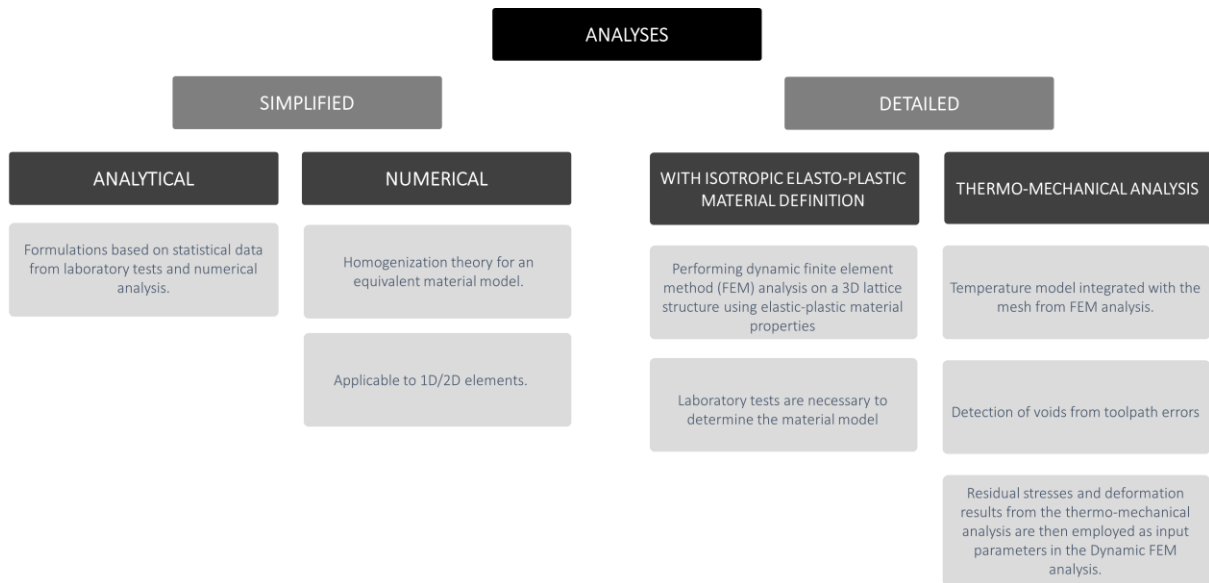 ANALYSES
SIMPLIFIED
DETAILED
ANALYTICAL
NUMERICAL
WITH ISOTROPIC ELASTO-PLASTIC
MATERIAL DEFINITION
THERMO-MECHANICAL ANALYSIS
Formulations based on statistical data
from laboratory tests and numerical
analysis.
Homogenization theory for an
equivalent material model.
Applicable to 1D/2D elements.
Performing dynamic finite element
method (FEM) analysis on a 3D lattice
structure using elastic-plastic material
properties
Laboratory tests are necessary to
determine the material model
Temperature model integrated with the
mesh from FEM analysis.
Detection of voids from toolpath errors
Residual stresses and deformation
results from the thermo-mechanical
analysis are then employed as input
parameters in the Dynamic FEM
analysis.